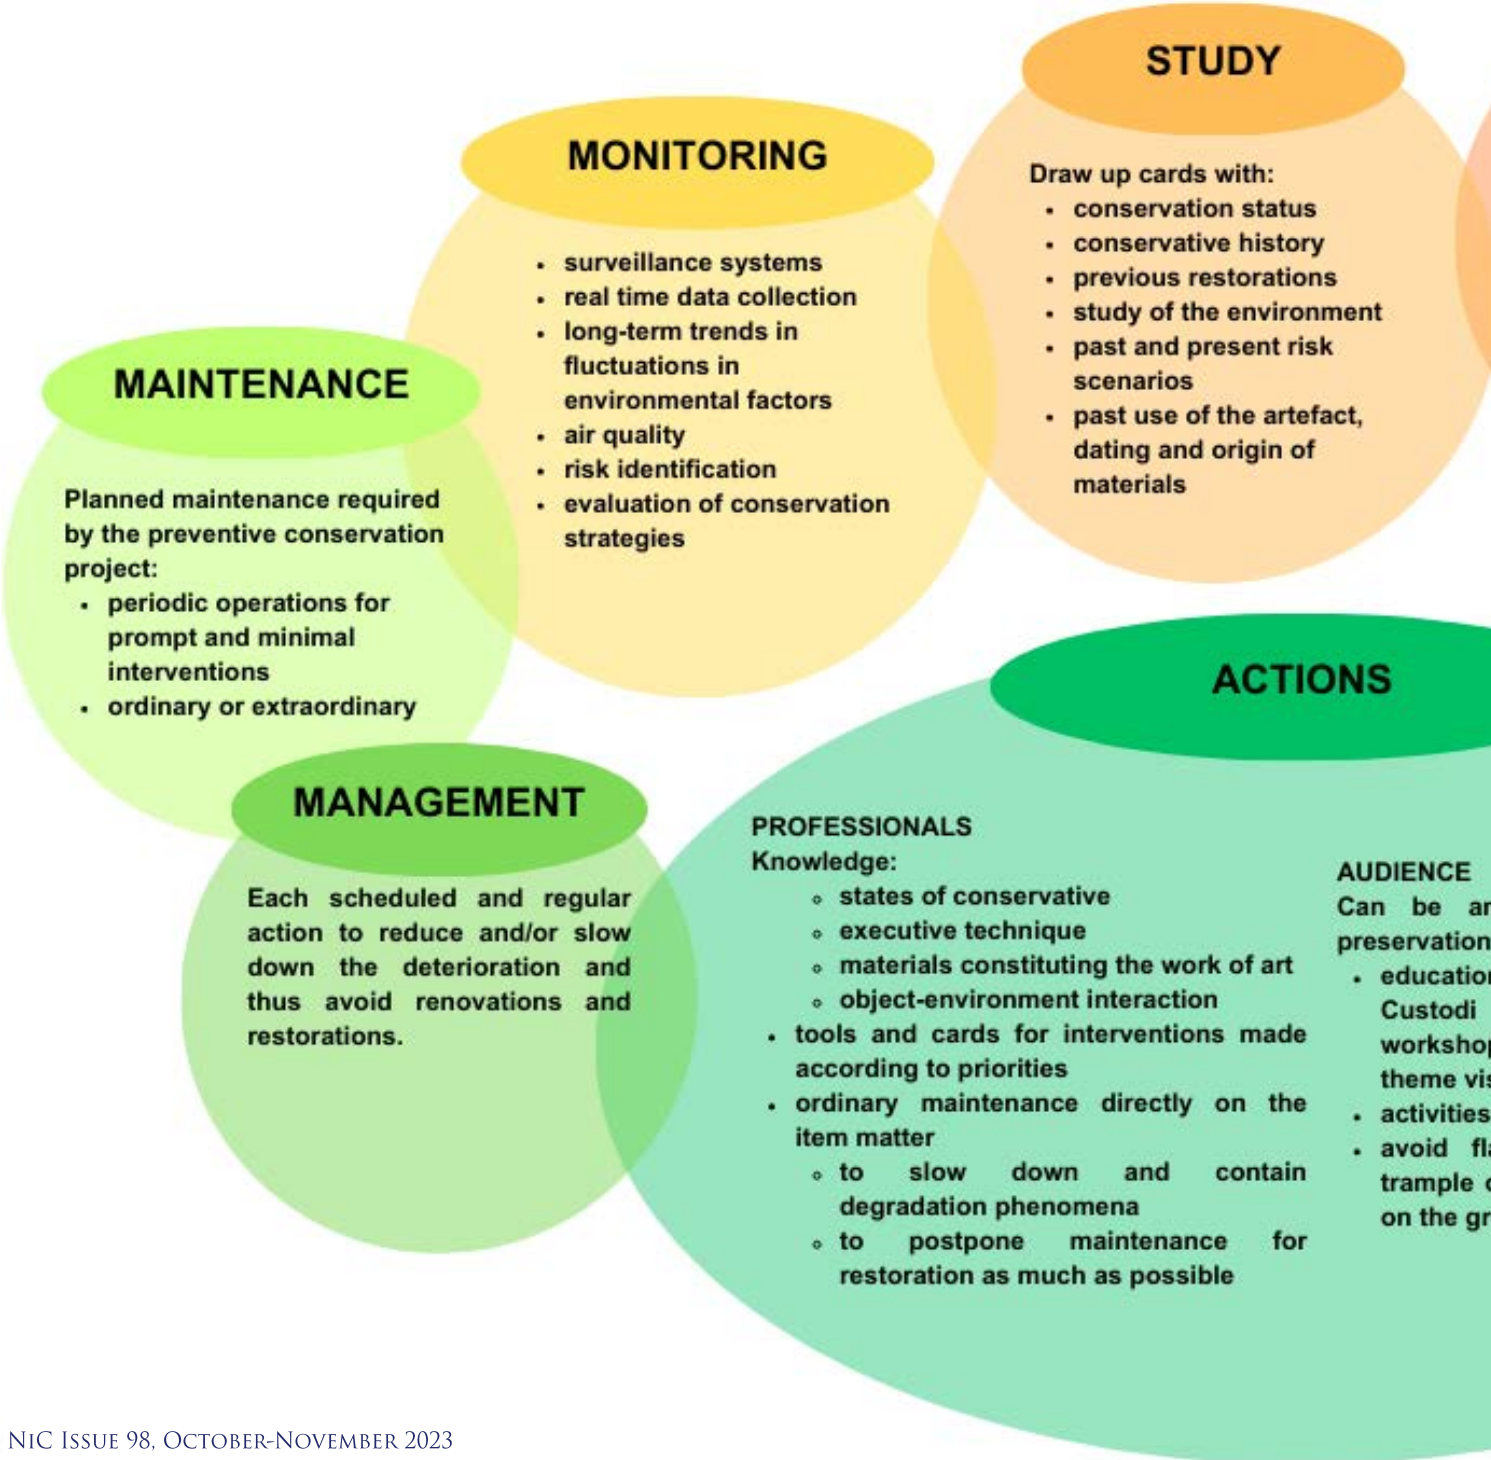 STUDY
Draw up cards with:
• conservation status
• conservative history
• previous restorations
• study of the environment
• past and present risk
scenarios
• past use of the artefact,
dating and origin of
materials
MONITORING
• surveillance systems
• real time data collection
• long-term trends in
fluctuations in
environmental factors
• air quality
• risk identification
• evaluation of conservation
strategies
MAINTENANCE
Planned maintenance required
by the preventive conservation
project:
• periodic operations for
prompt and minimal
interventions
• ordinary or extraordinary
MANAGEMENT
Each scheduled and regular
action to reduce and/or slow
down the deterioration and
thus avoid renovations and
restorations.
ACTIONS
PROFESSIONALS
Knowledge:
◦ states of conservative
◦ executive technique
◦ materials constituting the work of art
◦ object-environment interaction
• tools and cards for interventions made
according to priorities
• ordinary maintenance directly on the
item matter
◦ to slow down and contain
degradation phenomena
◦ to postpone maintenance for
restoration as much as possible
AUDIENCE
Can be
preservation
•
Custodi
theme
• activities
• avoid
trample
on the
NIC ISSUE 98, OCTOBER-NOVEMBER 2023